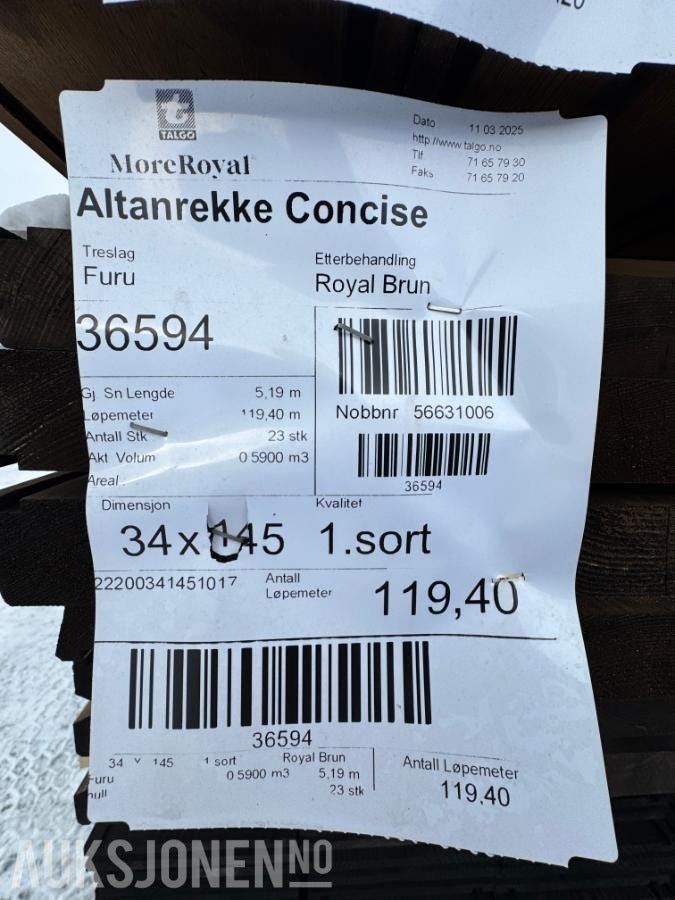 TALGO
MoreRoyal
Dato 11 03 2025
http://www.talgo.no
Tlf 71 65 79 30
Faks 71 65 79 20
Altanrekke Concise
Treslag
Furu
Etterbehandling
Royal Brun
36594
Gj. Sn Lengde 5,19 m
Løpemeter 119,40 m
Antall Stk 23 stk
Akt Volum 0 5900 m3
Areal
Nobbnr 56631006
36594
Dimensjon
34 x 145
Kvalitet
1.sort
22200341451017
Antall
Løpemeter
119,40
36594
34 x 145 1 sort Royal Brun
Furu 0 5900 m3 5,19 m
null 23 stk
Antall Løpemeter
119.40
AUKSJONEN NO